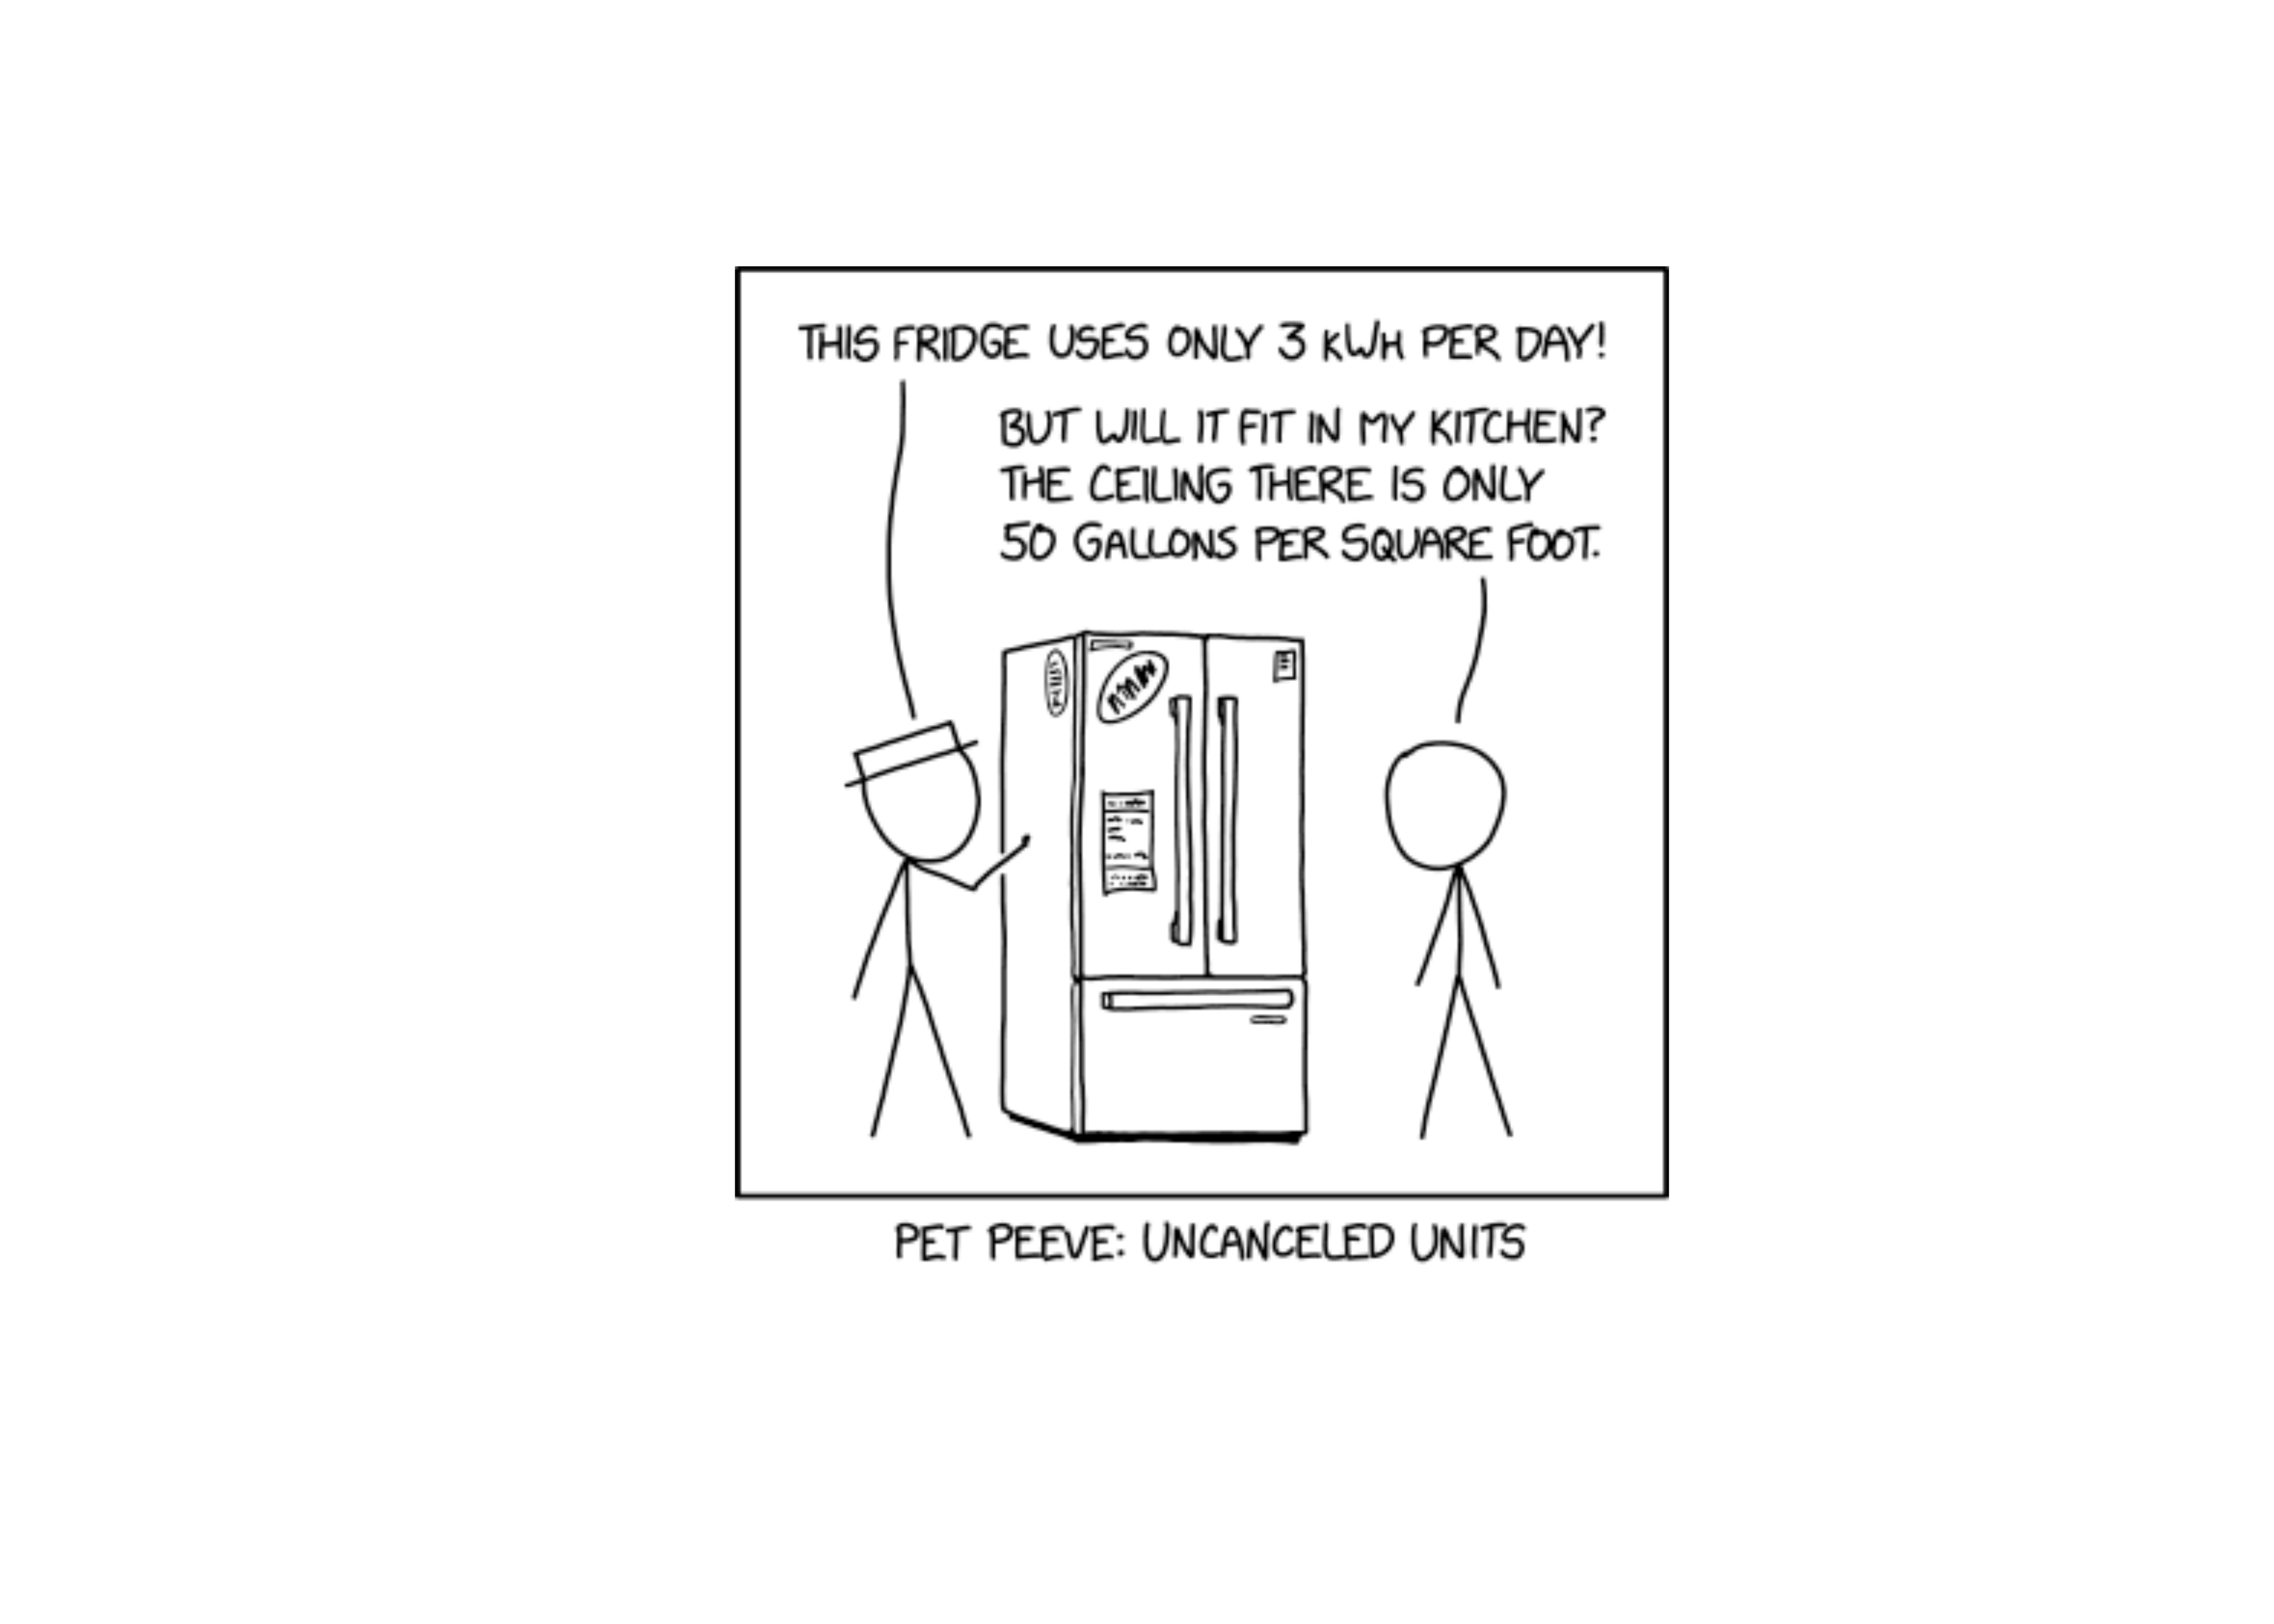 THIS FRIDGE USES ONLY 3 KWH PER DAY!
BUT WILL IT FIT IN MY KITCHEN?
THE CEILING THERE IS ONLY
50 GALLONS PER SQUARE FOOT.
PET PEEVE: UNCANCELED UNITS